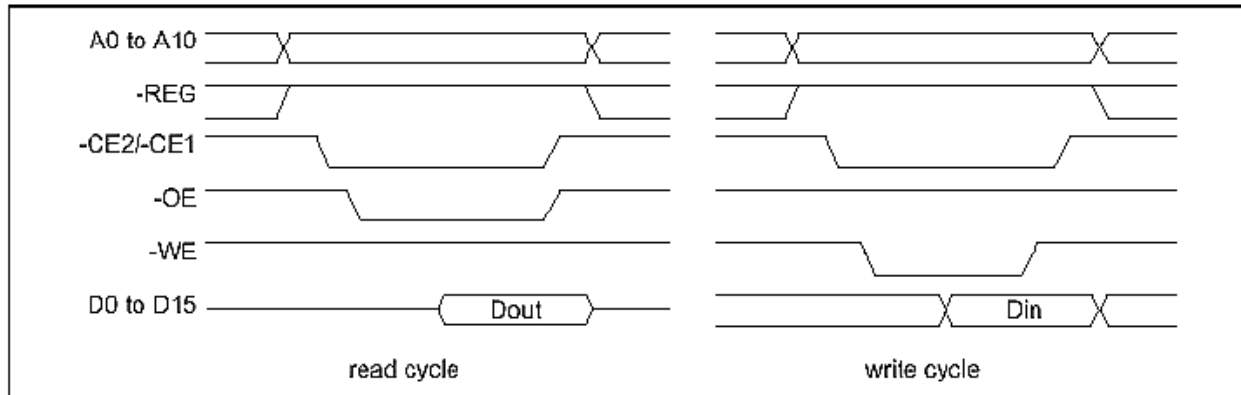 A0 to A10
-REG
-CE2/-CE1
-OE
-WE
D0 to D15
Dout
Din
read cycle
write cycle